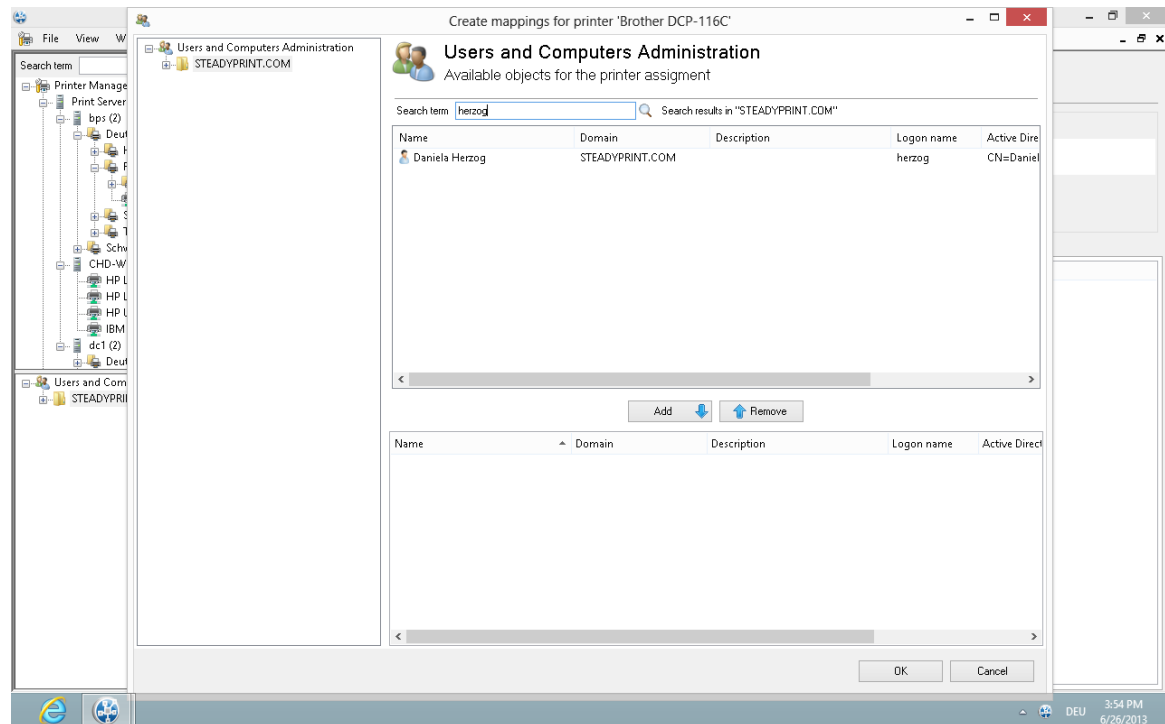 Create mappings for printer 'Brother DCP-116C'
File View W
Search term
Printer Manage
Print Server
bps (2)
Deut
H
F
S
T
Schw
CHD-W
HP L
HP L
HP U
IBM
dc1 (2)
Deut
Users and Com
STEADYPRI
Users and Computers Administration
STEADYPRINT.COM
Users and Computers Administration
Available objects for the printer assigment
Search term herzog Search results in "STEADYPRINT.COM"
Name Domain Description Logon name Active Dire
Daniela Herzog STEADYPRINT.COM herzog CN=Daniel
Add Remove
Name Domain Description Logon name Active Direct
OK Cancel
DEU 3:54 PM
6/26/2013